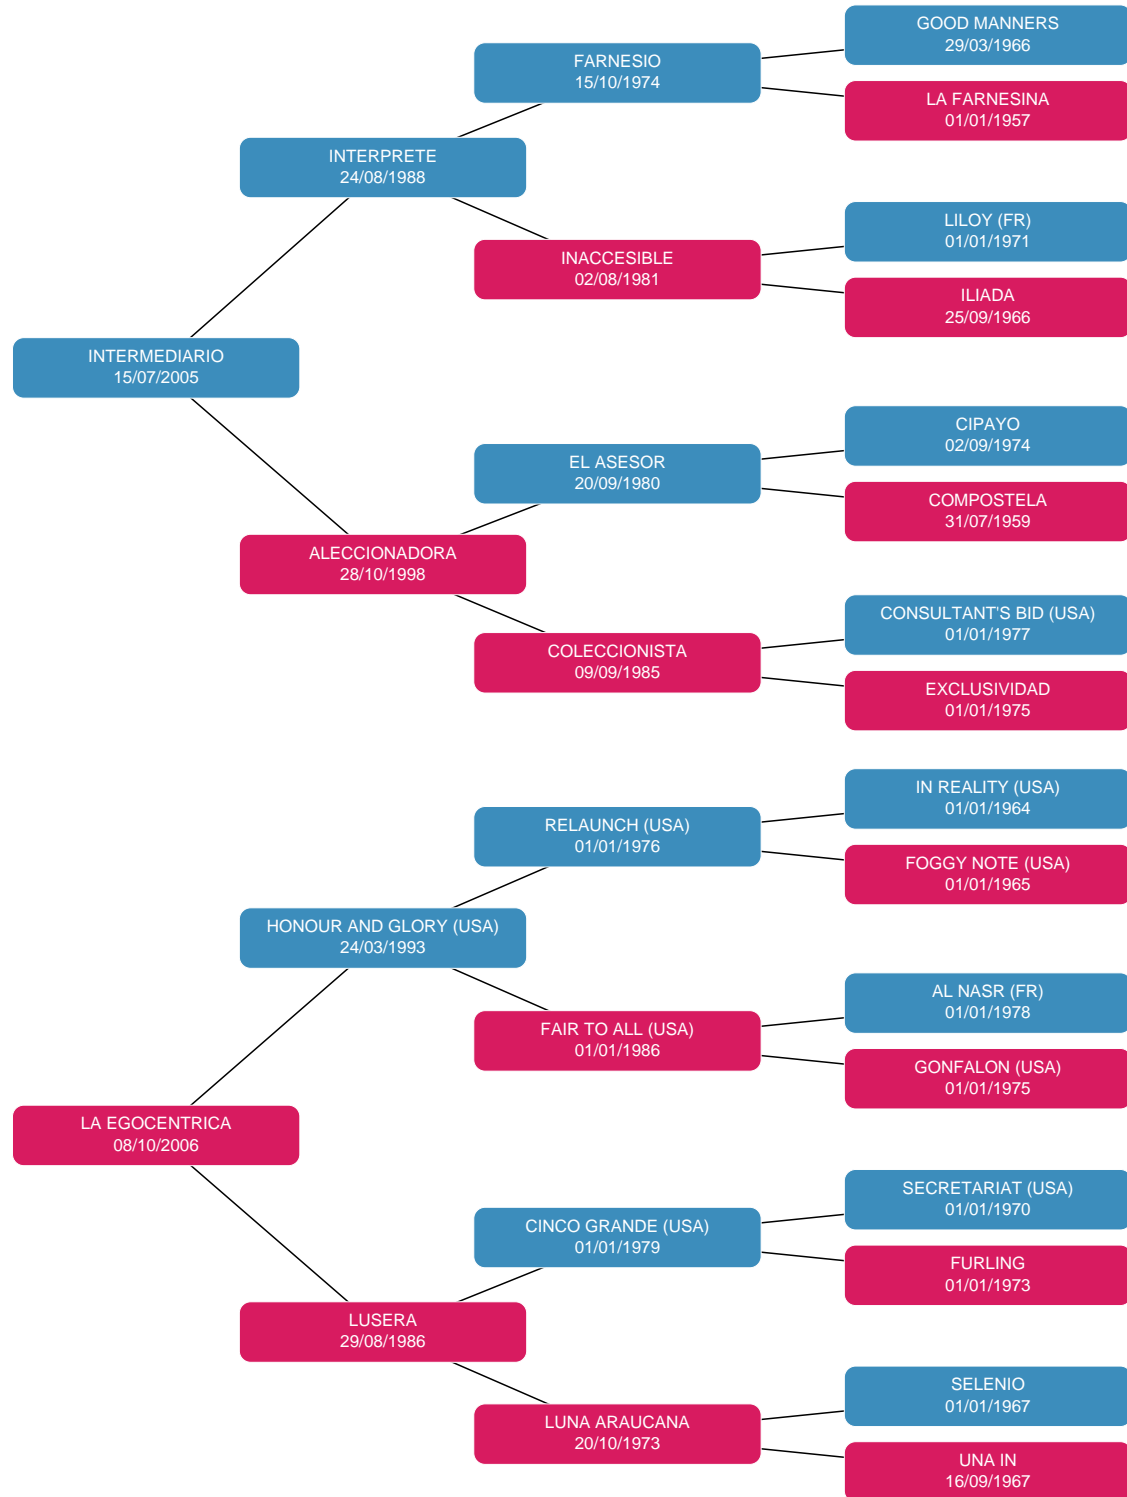 GOOD MANNERS
29/03/1966
FARNESIO
15/10/1974
LA FARNESINA
01/01/1957
INTERPRETE
24/08/1988
LILOY (FR)
01/01/1971
INACCESIBLE
02/08/1981
ILIADA
25/09/1966
INTERMEDIARIO
15/07/2005
CIPAYO
02/09/1974
EL ASESOR
20/09/1980
COMPOSTELA
31/07/1959
ALECCIONADORA
28/10/1998
CONSULTANT'S BID (USA)
01/01/1977
COLECCIONISTA
09/09/1985
EXCLUSIVIDAD
01/01/1975
IN REALITY (USA)
01/01/1964
RELAUNCH (USA)
01/01/1976
FOGGY NOTE (USA)
01/01/1965
HONOUR AND GLORY (USA)
24/03/1993
AL NASR (FR)
01/01/1978
FAIR TO ALL (USA)
01/01/1986
GONFALON (USA)
01/01/1975
LA EGOCENTRICA
08/10/2006
SECRETARIAT (USA)
01/01/1970
CINCO GRANDE (USA)
01/01/1979
FURLING
01/01/1973
LUSERA
29/08/1986
SELENIO
01/01/1967
LUNA ARAUCANA
20/10/1973
UNA IN
16/09/1967